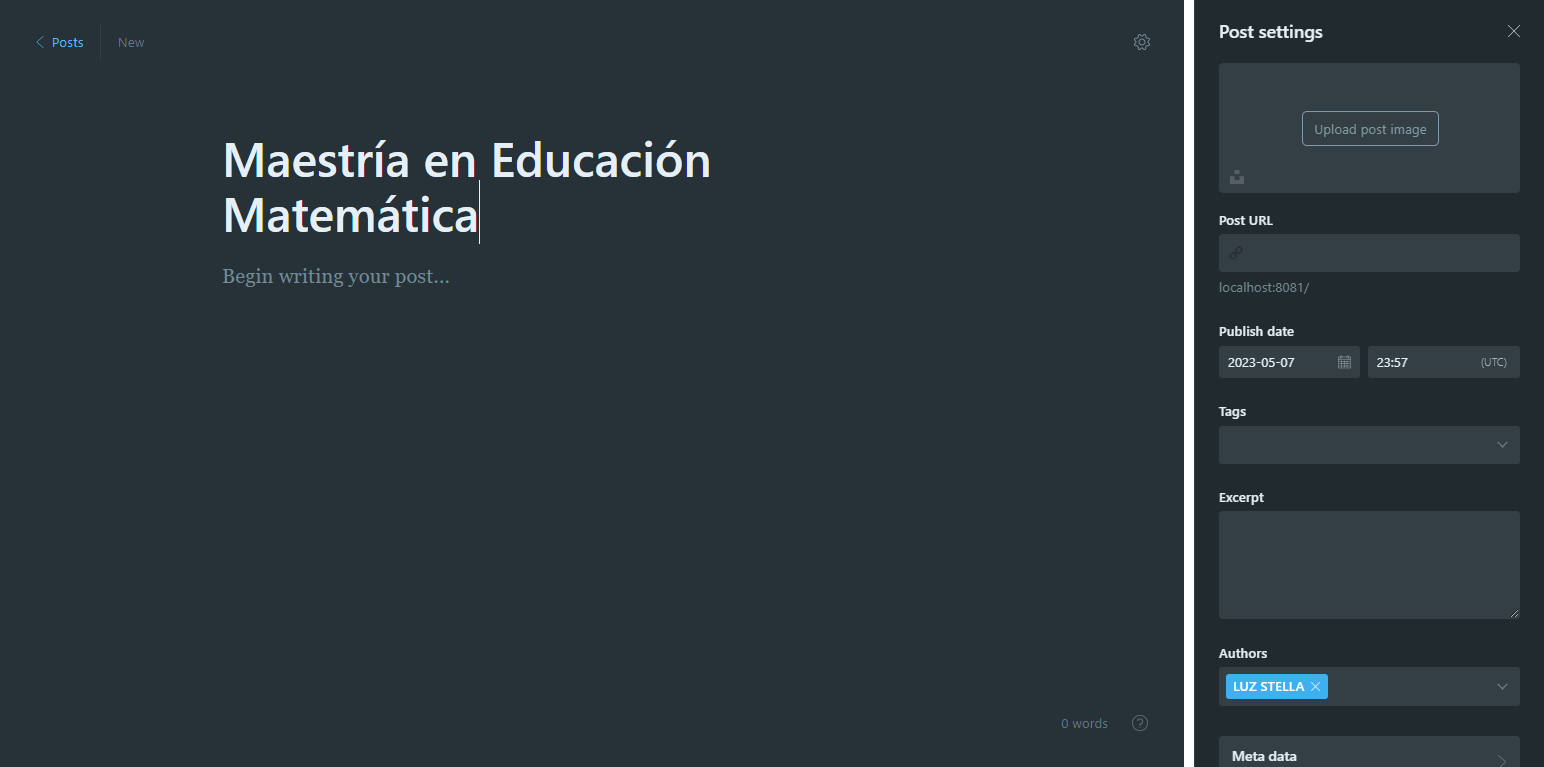 Posts
New
Maestría en Educación
Matemática
Begin writing your post...
0 words
?
Post settings
Upload post image
Post URL
localhost:8081/
Publish date
2023-05-07
23:57
(UTC)
Tags
Excerpt
Authors
LUZ STELLA
Meta data